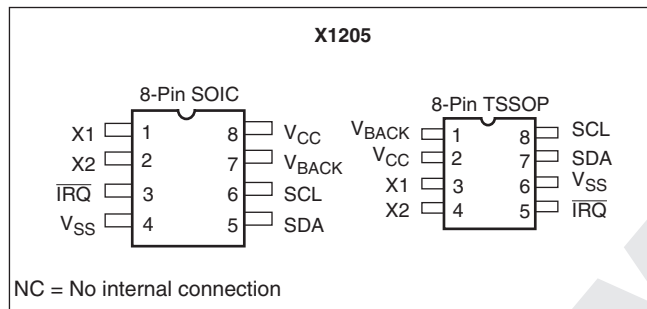 X1205
8-Pin SOIC
X1 1 8 VCC
X2 2 7 VBACK
IRQ 3 6 SCL
VSS 4 5 SDA
8-Pin TSSOP
VBACK 1 8 SCL
VCC 2 7 SDA
X1 3 6 VSS
X2 4 5 IRQ
NC = No internal connection